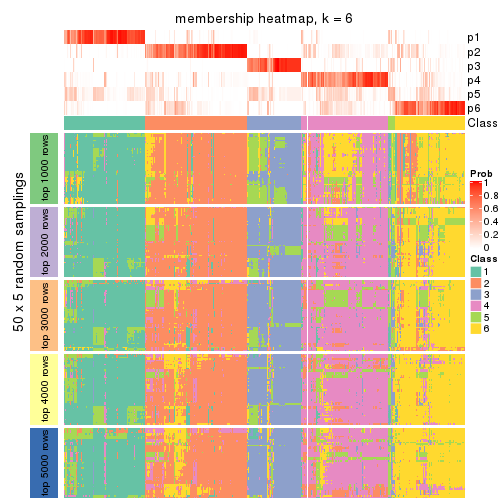 membership heatmap, k = 6
p1
p2
p3
p4
p5
p6
Class
50 x 5 random samplings
top 1000 rows
top 2000 rows
top 3000 rows
top 4000 rows
top 5000 rows
Prob
1
0.8
0.6
0.4
0.2
0
Class
1
2
3
4
5
6